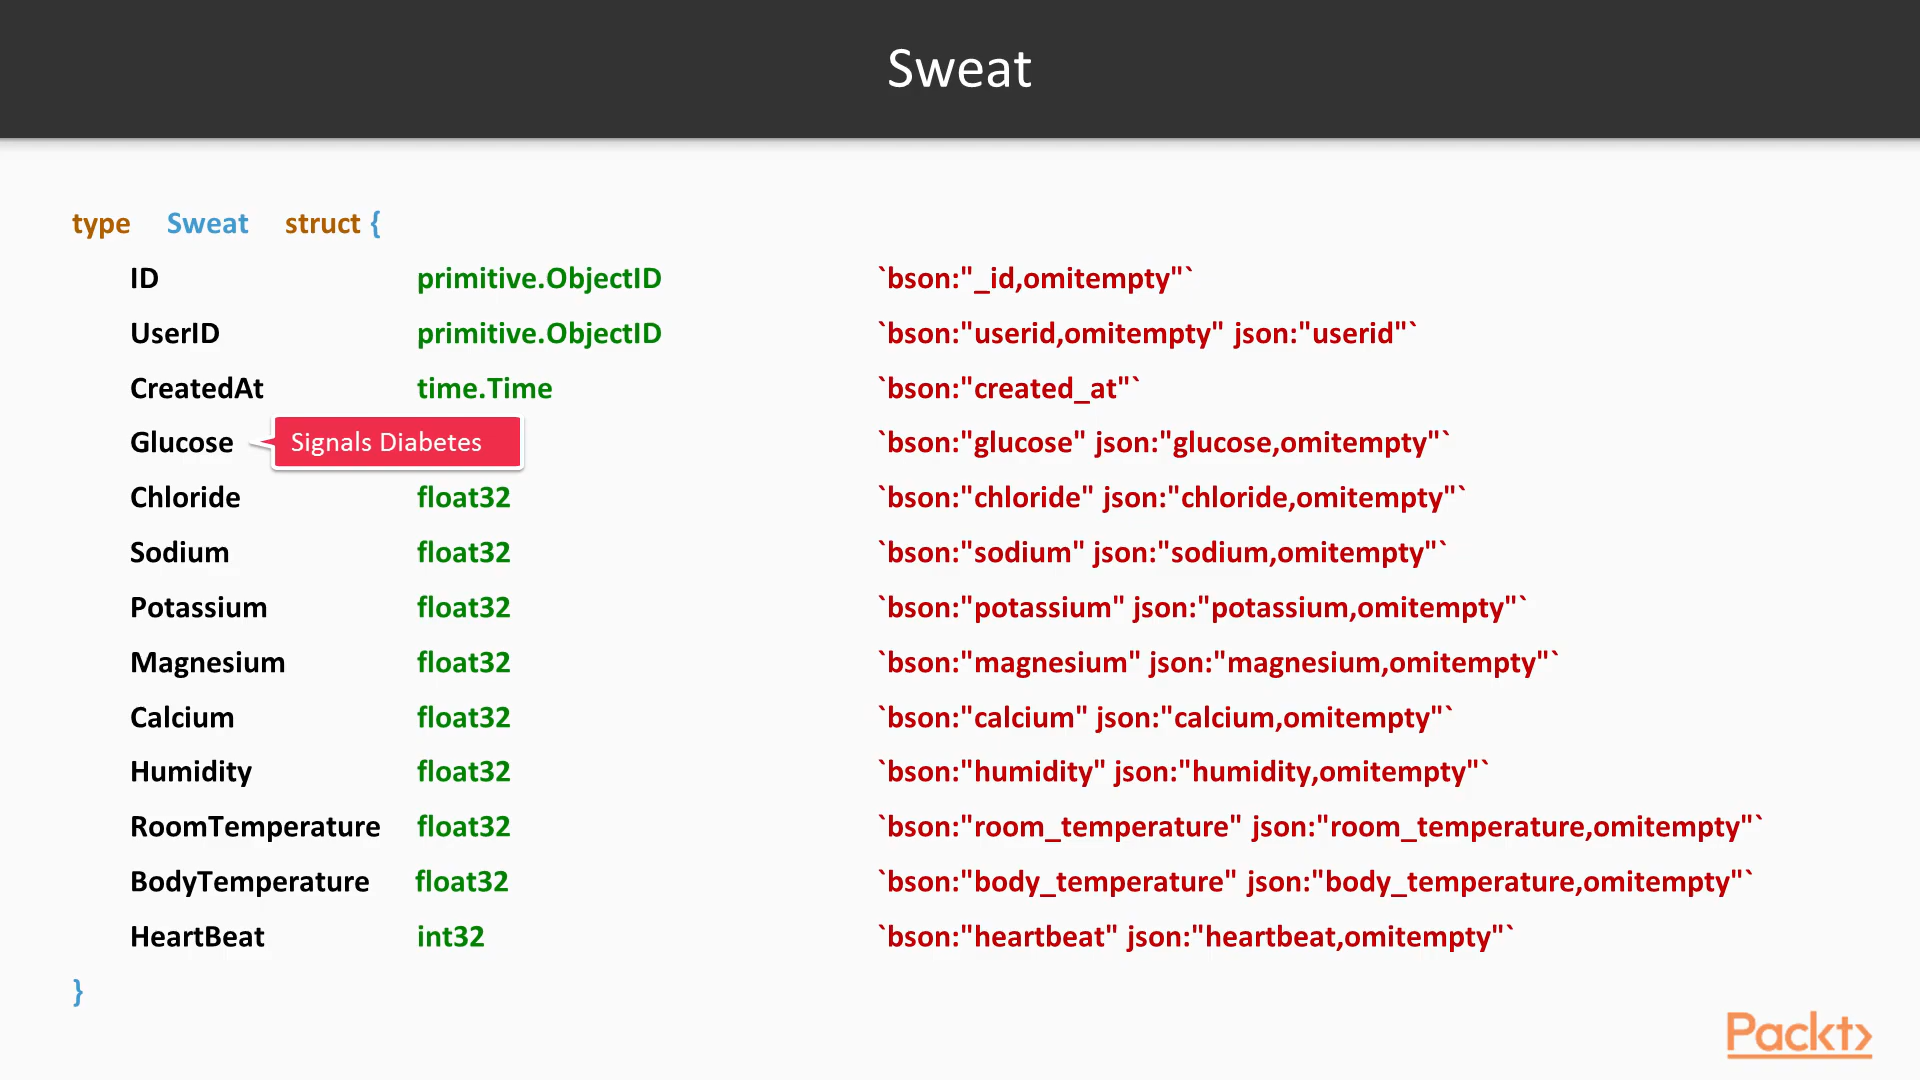 Sweat
type Sweat struct {
ID primitive.ObjectID `bson:"_id,omitempty"`
UserID primitive.ObjectID `bson:"userid,omitempty" json:"userid"`
CreatedAt time.Time `bson:"created_at"`
Glucose Signals Diabetes `bson:"glucose" json:"glucose,omitempty"`
Chloride float32 `bson:"chloride" json:"chloride,omitempty"`
Sodium float32 `bson:"sodium" json:"sodium,omitempty"`
Potassium float32 `bson:"potassium" json:"potassium,omitempty"`
Magnesium float32 `bson:"magnesium" json:"magnesium,omitempty"`
Calcium float32 `bson:"calcium" json:"calcium,omitempty"`
Humidity float32 `bson:"humidity" json:"humidity,omitempty"`
RoomTemperature float32 `bson:"room_temperature" json:"room_temperature,omitempty"`
BodyTemperature float32 `bson:"body_temperature" json:"body_temperature,omitempty"`
HeartBeat int32 `bson:"heartbeat" json:"heartbeat,omitempty"`
}
Packt>